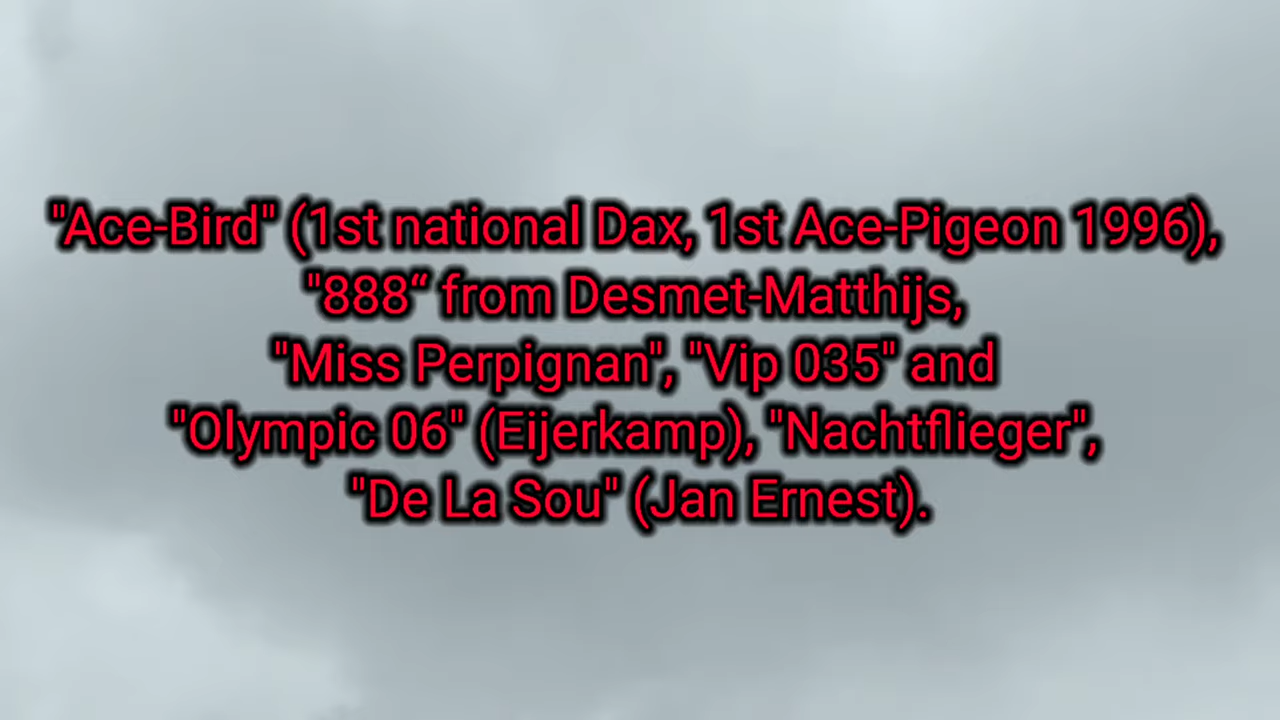 "Ace-Bird" (1st national Dax, 1st Ace-Pigeon 1996),
"888“ from Desmet-Matthijs,
"Miss Perpignan", "Vip 035" and
"Olympic 06" (Eijerkamp), "Nachtflieger",
"De La Sou" (Jan Ernest).